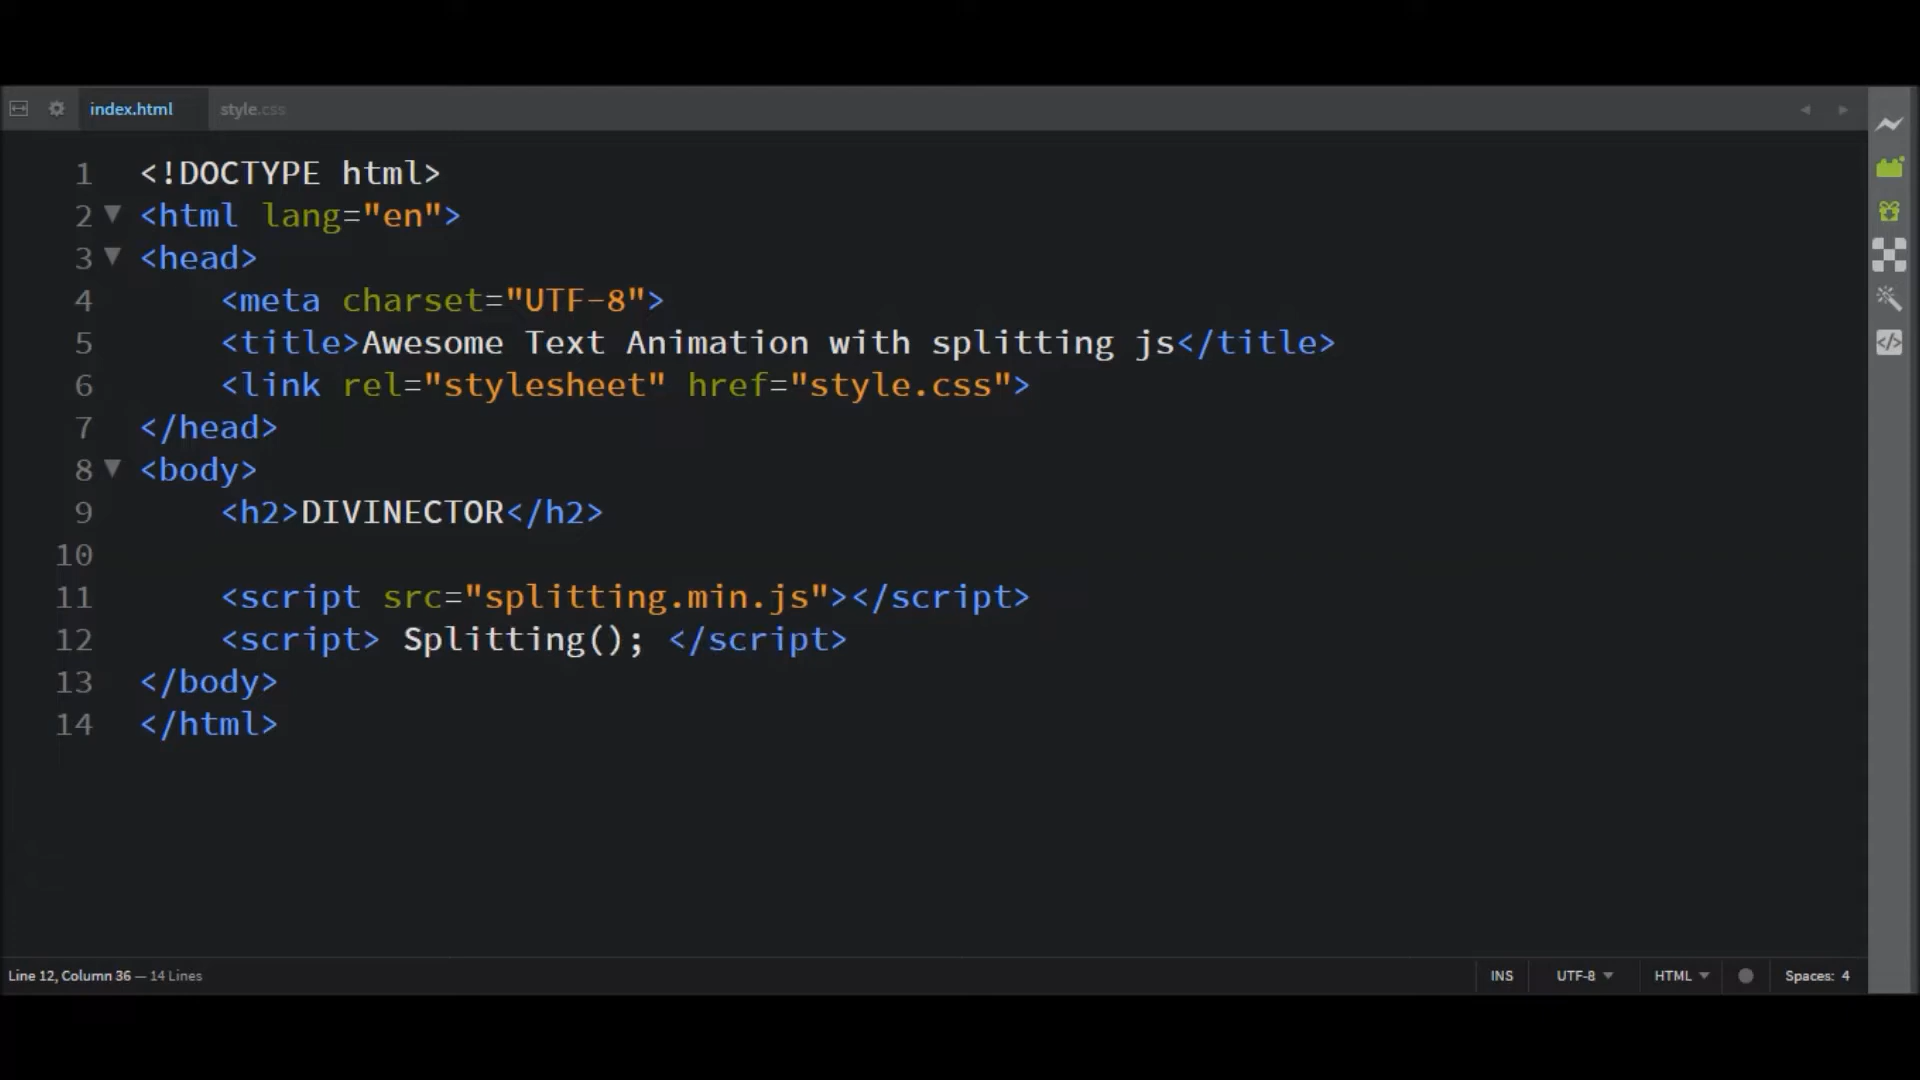 index.html style.css
1 <!DOCTYPE html>
2 <html lang="en">
3 <head>
4 <meta charset="UTF-8">
5 <title>Awesome Text Animation with splitting js</title>
6 <link rel="stylesheet" href="style.css">
7 </head>
8 <body>
9 <h2>DIVINECTOR</h2>
10
11 <script src="splitting.min.js"></script>
12 <script> Splitting(); </script>
13 </body>
14 </html>
Line 12, Column 36 — 14 Lines INS UTF-8 HTML Spaces: 4